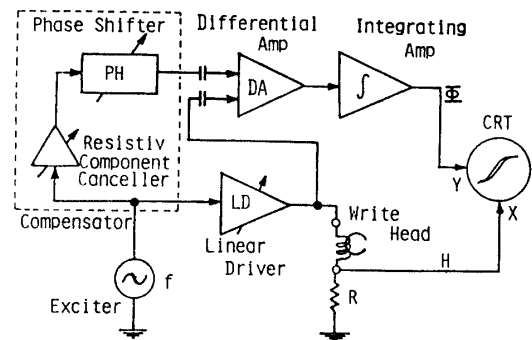 Phase Shifter
Differential
Amp
Integrating
Amp
PH
DA
∫
Φ
CRT
Resistiv
Component
Canceller
Y
X
LD
Write
Head
Compensator
Linear
Driver
H
f
R
Exciter